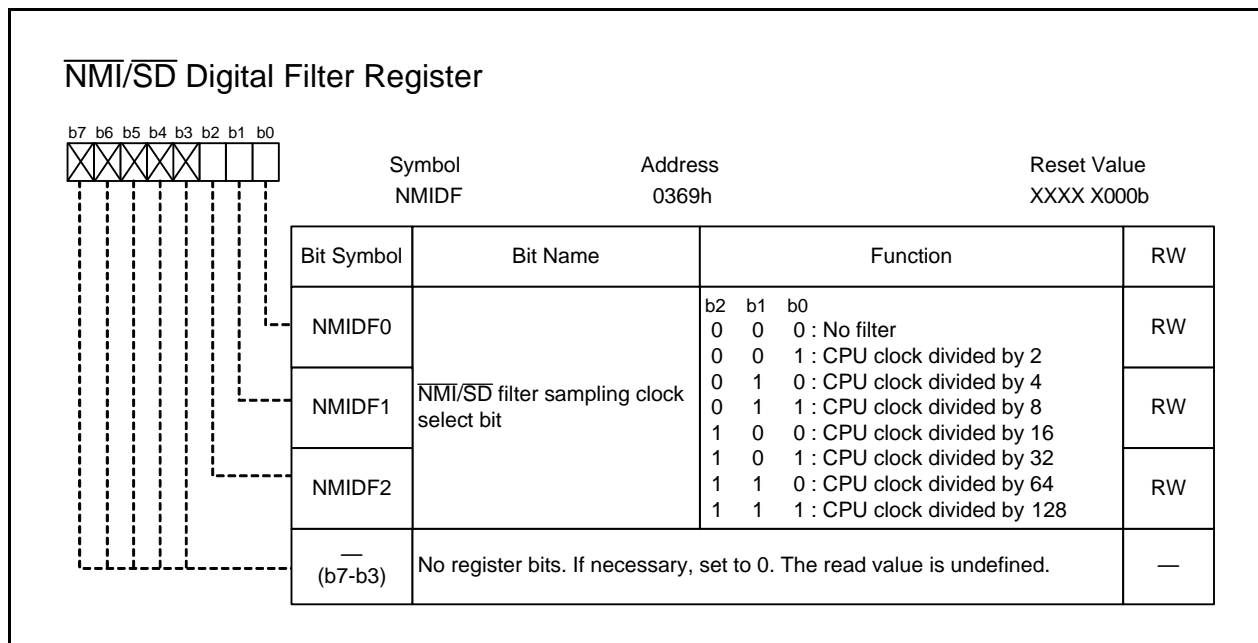 NMI/SD Digital Filter Register
b7 b6 b5 b4 b3 b2 b1 b0
Symbol Address Reset Value
NMIDF 0369h XXXX X000b
Bit Symbol Bit Name Function RW
NMIDF0 RW
NMIDF1 RW
NMIDF2 RW
NMI/SD filter sampling clock
select bit
b2 b1 b0
0 0 0 : No filter
0 0 1 : CPU clock divided by 2
0 1 0 : CPU clock divided by 4
0 1 1 : CPU clock divided by 8
1 0 0 : CPU clock divided by 16
1 0 1 : CPU clock divided by 32
1 1 0 : CPU clock divided by 64
1 1 1 : CPU clock divided by 128
—
(b7-b3) No register bits. If necessary, set to 0. The read value is undefined. —